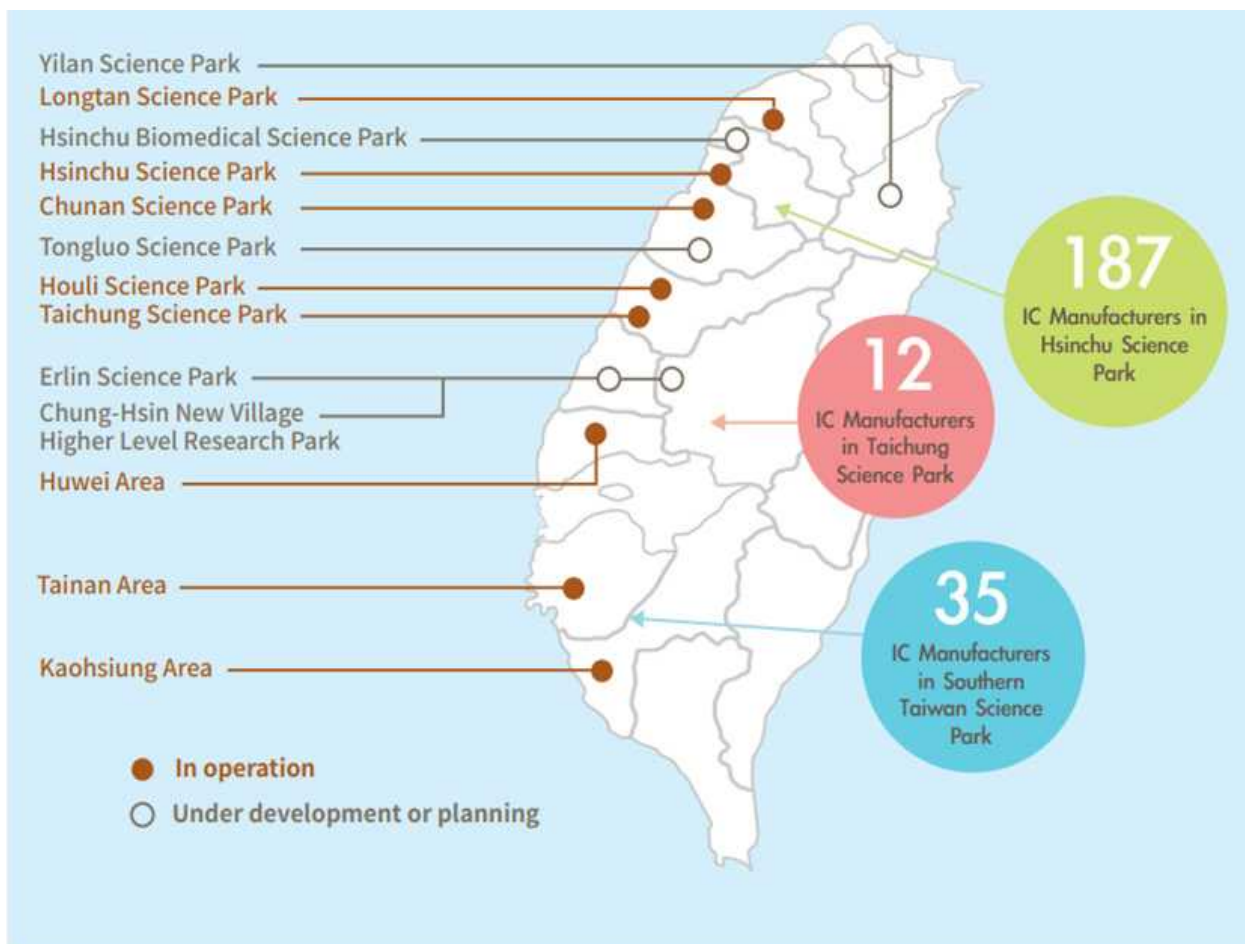 Yilan Science Park
Longtan Science Park
Hsinchu Biomedical Science Park
Hsinchu Science Park
Chunan Science Park
Tongluo Science Park
Houli Science Park
Taichung Science Park
Erlin Science Park
Chung-Hsin New Village
Higher Level Research Park
Huwei Area
Tainan Area
Kaohsiung Area
In operation
Under development or planning
187
IC Manufacturers in
Hsinchu Science
Park
12
IC Manufacturers
in Taichung
Science Park
35
IC Manufacturers
in Southern
Taiwan Science
Park